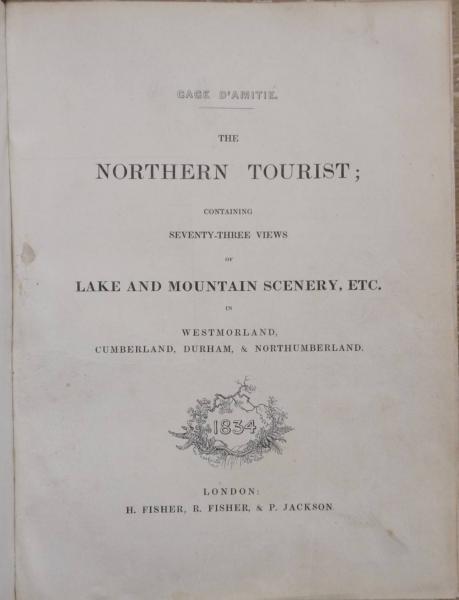 GAGE D'AMITIE.
THE
NORTHERN TOURIST;
CONTAINING
SEVENTY-THREE VIEWS
OF
LAKE AND MOUNTAIN SCENERY, ETC.
IN
WESTMORLAND,
CUMBERLAND, DURHAM, & NORTHUMBERLAND.
1834
LONDON:
H. FISHER, R. FISHER, & P. JACKSON.